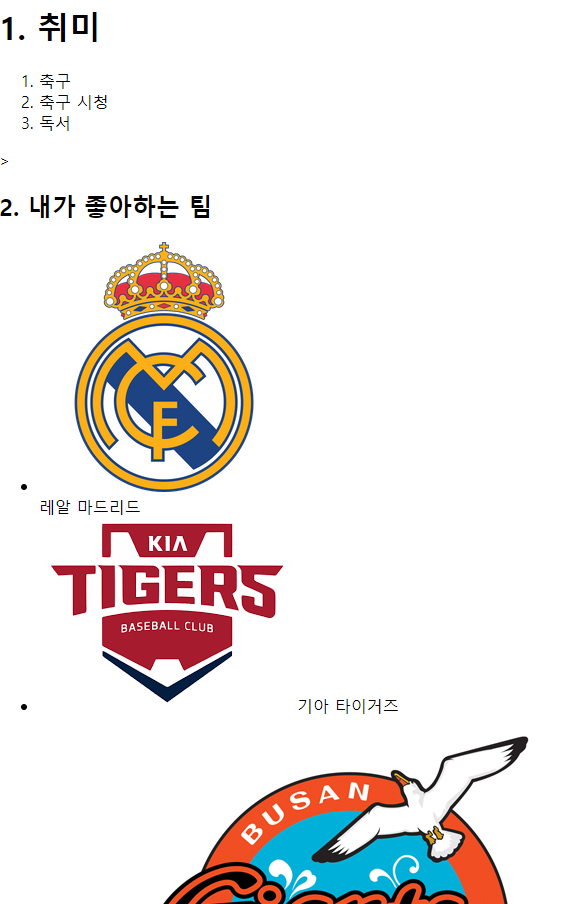 1. 취미
1. 축구
2. 축구 시청
3. 독서
>
2. 내가 좋아하는 팀
레알 마드리드
KIA
TIGERS
BASEBALL CLUB
기아 타이거즈
BUSAN
Giants